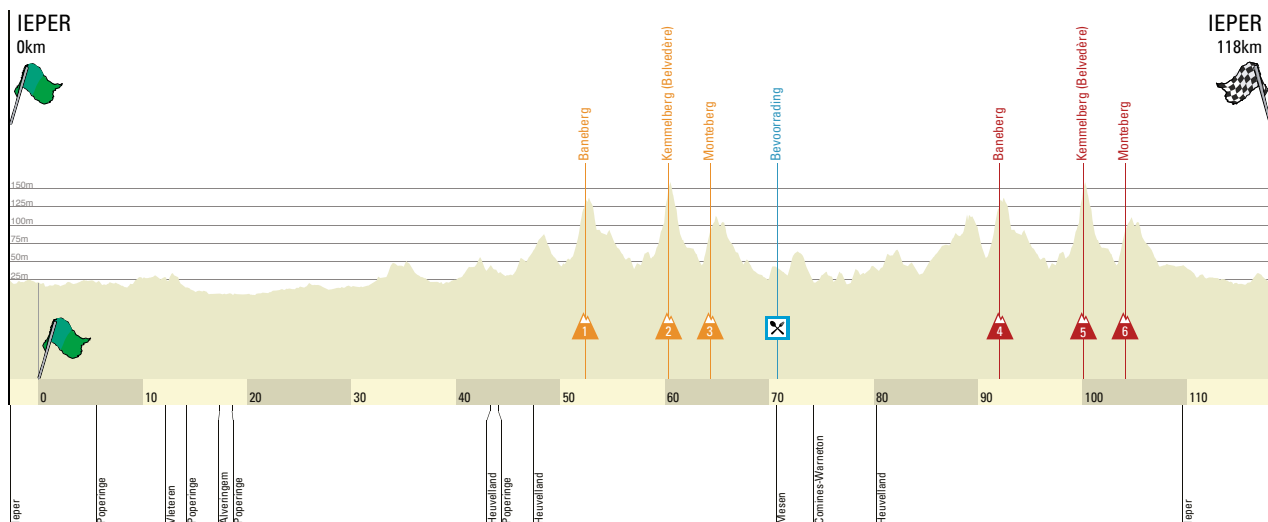 IEPER
0km
IEPER
118km
Baneberg
Kemmelberg (Belvedère)
Monteberg
Bevoorrading
Baneberg
Kemmelberg (Belvedère)
Monteberg
150m
125m
100m
75m
50m
25m
1
2
3
4
5
6
0 10 20 30 40 50 60 70 80 90 100 110
Ieper
Poperinge
Vleteren
Poperinge
Alveringem
Poperinge
Heuvelland
Poperinge
Heuvelland
Mesen
Comines-Warneton
Heuvelland
Ieper